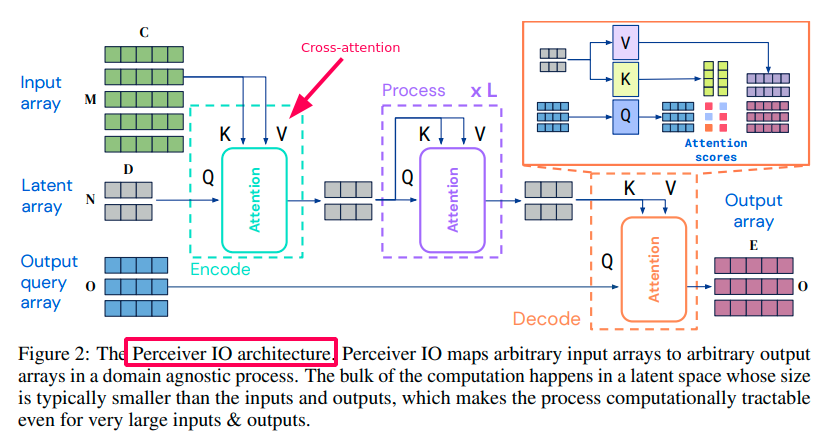 C
Cross-attention
Input
array
M
K
V
Process
x L
K
V
V
K
Q
Attention
scores
D
Latent
array
N
Q
Attention
Q
Attention
K
V
Output
array
E
Output
query
array
O
Encode
Q
Attention
O
Decode
Figure 2: The Perceiver IO architecture. Perceiver IO maps arbitrary input arrays to arbitrary output
arrays in a domain agnostic process. The bulk of the computation happens in a latent space whose size
is typically smaller than the inputs and outputs, which makes the process computationally tractable
even for very large inputs & outputs.